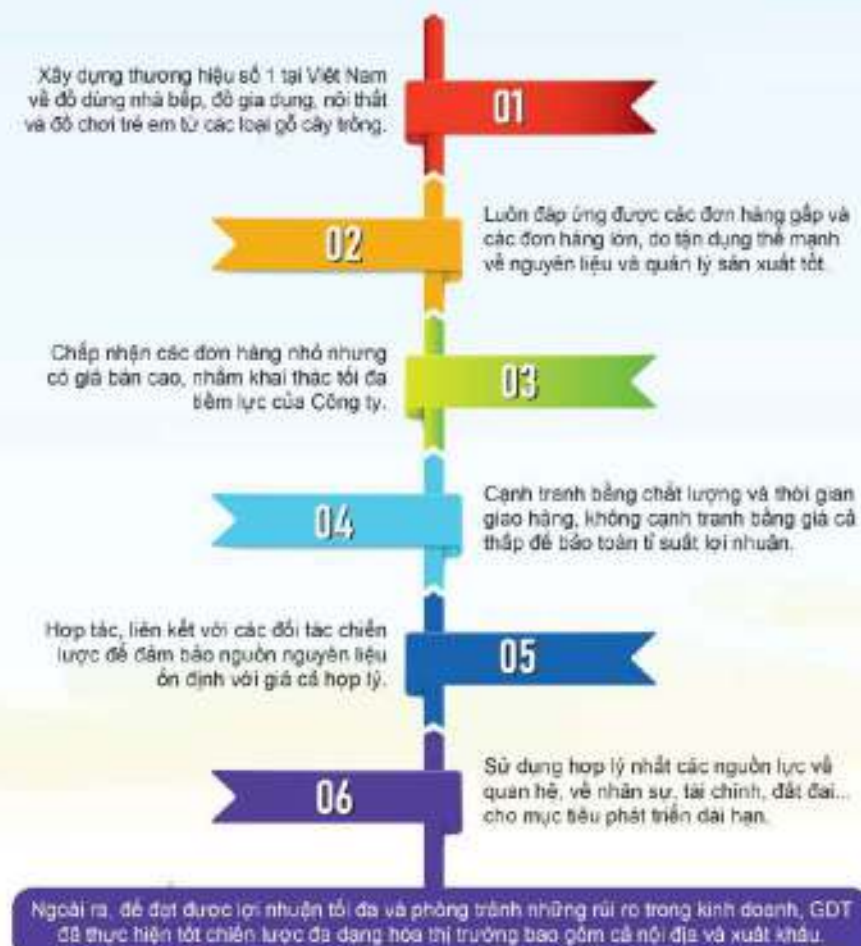 Xây dựng thương hiệu số 1 tại Việt Nam
về đồ dùng nhà bếp, đồ gia dụng, nội thất
và đồ chơi trẻ em từ các loại gỗ cây trồng.
01
02
Luôn đáp ứng được các đơn hàng gấp và
các đơn hàng lớn, do tận dụng thế mạnh
về nguyên liệu và quản lý sản xuất tốt.
Chấp nhận các đơn hàng nhỏ nhưng
có giá bán cao, nhằm khai thác tối đa
tiềm lực của Công ty.
03
04
Cạnh tranh bằng chất lượng và thời gian
giao hàng, không cạnh tranh bằng giá cả
thấp để bảo toàn tỉ suất lợi nhuận.
Hợp tác, liên kết với các đối tác chiến
lược để đảm bảo nguồn nguyên liệu
ổn định với giá cả hợp lý.
05
06
Sử dụng hợp lý nhất các nguồn lực về
quan hệ, về nhân sự, tài chính, đất đai...
cho mục tiêu phát triển dài hạn.
Ngoài ra, để đạt được lợi nhuận tối đa và phòng tránh những rủi ro trong kinh doanh, GDT
đã thực hiện tốt chiến lược đa dạng hóa thị trường bao gồm cả nội địa và xuất khẩu.